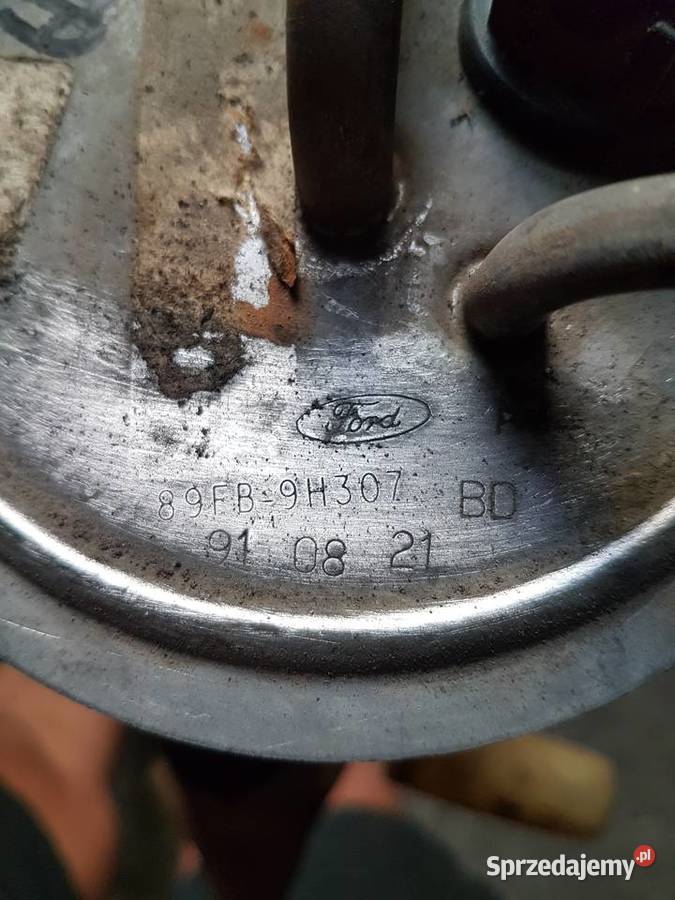 Ford
89FB-9H307 BD
91 08 21
Sprzedajemy.pl